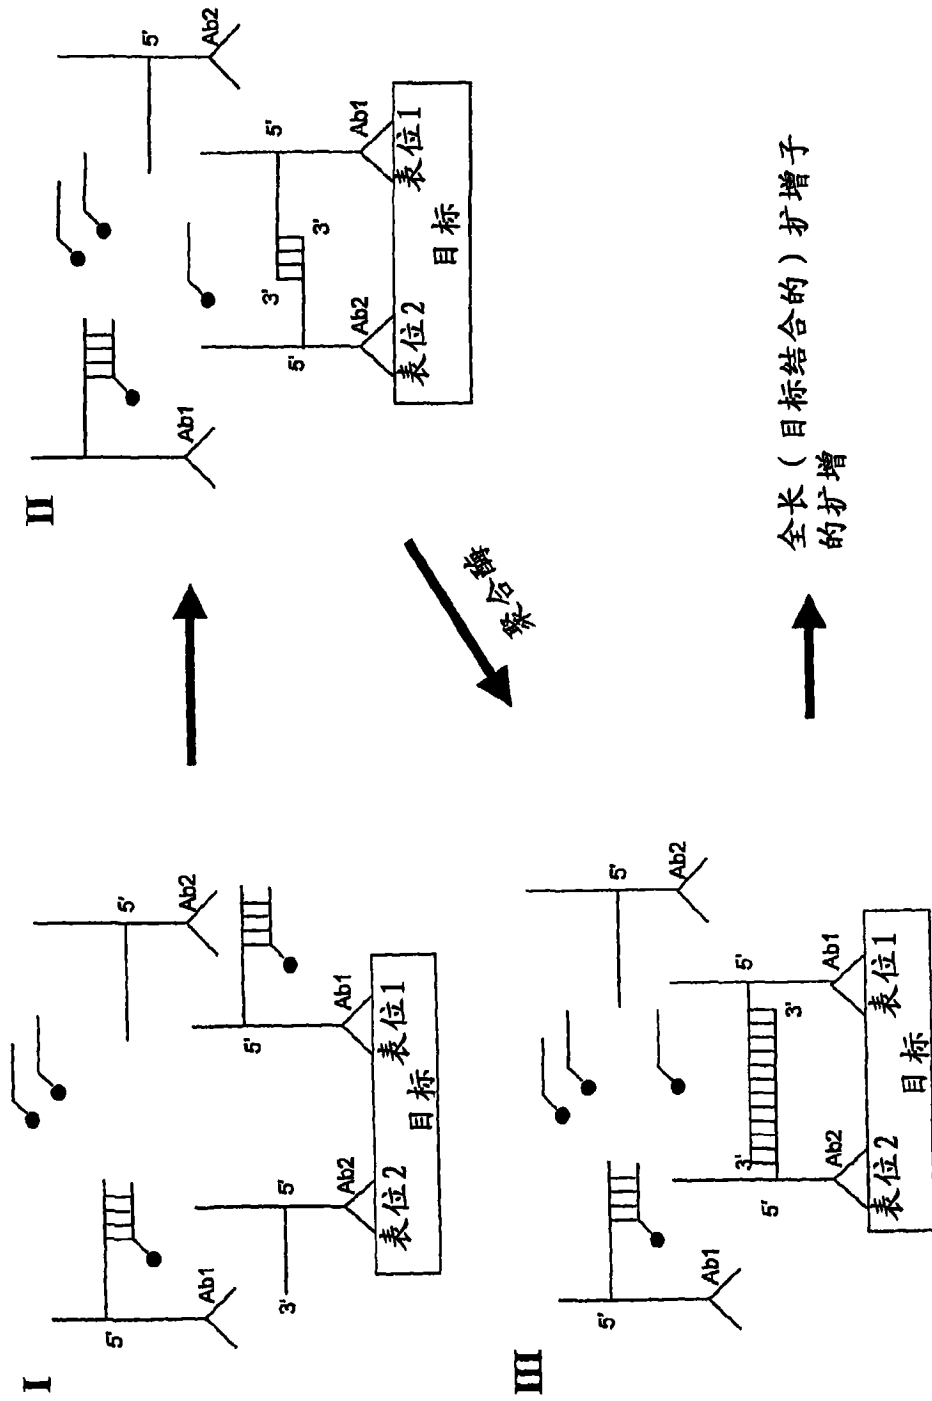 I
5'
Ab1
3'
5'
Ab2
表位2
5'
Ab1
表位1
目标
5'
Ab2
II
Ab1
5'
3'
3'
5'
Ab2
表位2
Ab1
表位1
目标
5'
Ab2
聚合酶
III
5'
Ab1
3'
5'
Ab2
表位2
5'
3'
Ab1
表位1
目标
5'
Ab2
全长（目标结合的）扩增子
的扩增